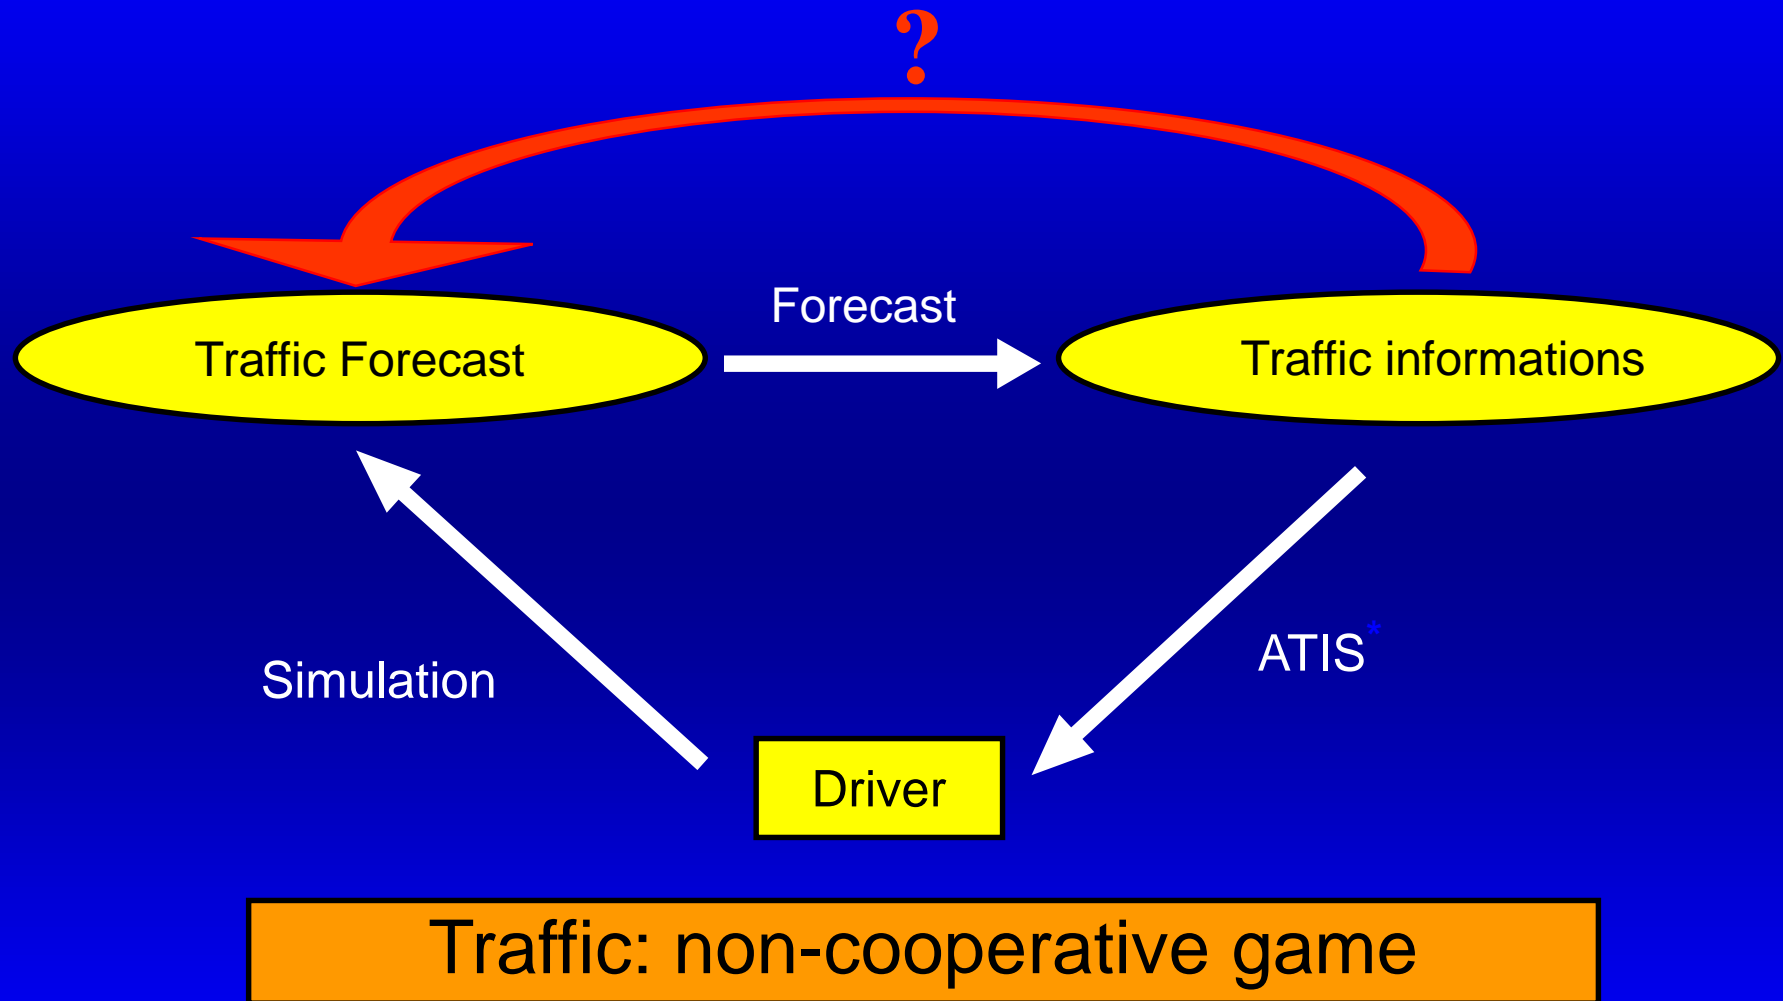 ?
Forecast
Traffic Forecast
Traffic informations
ATIS*
Simulation
Driver
Traffic: non-cooperative game